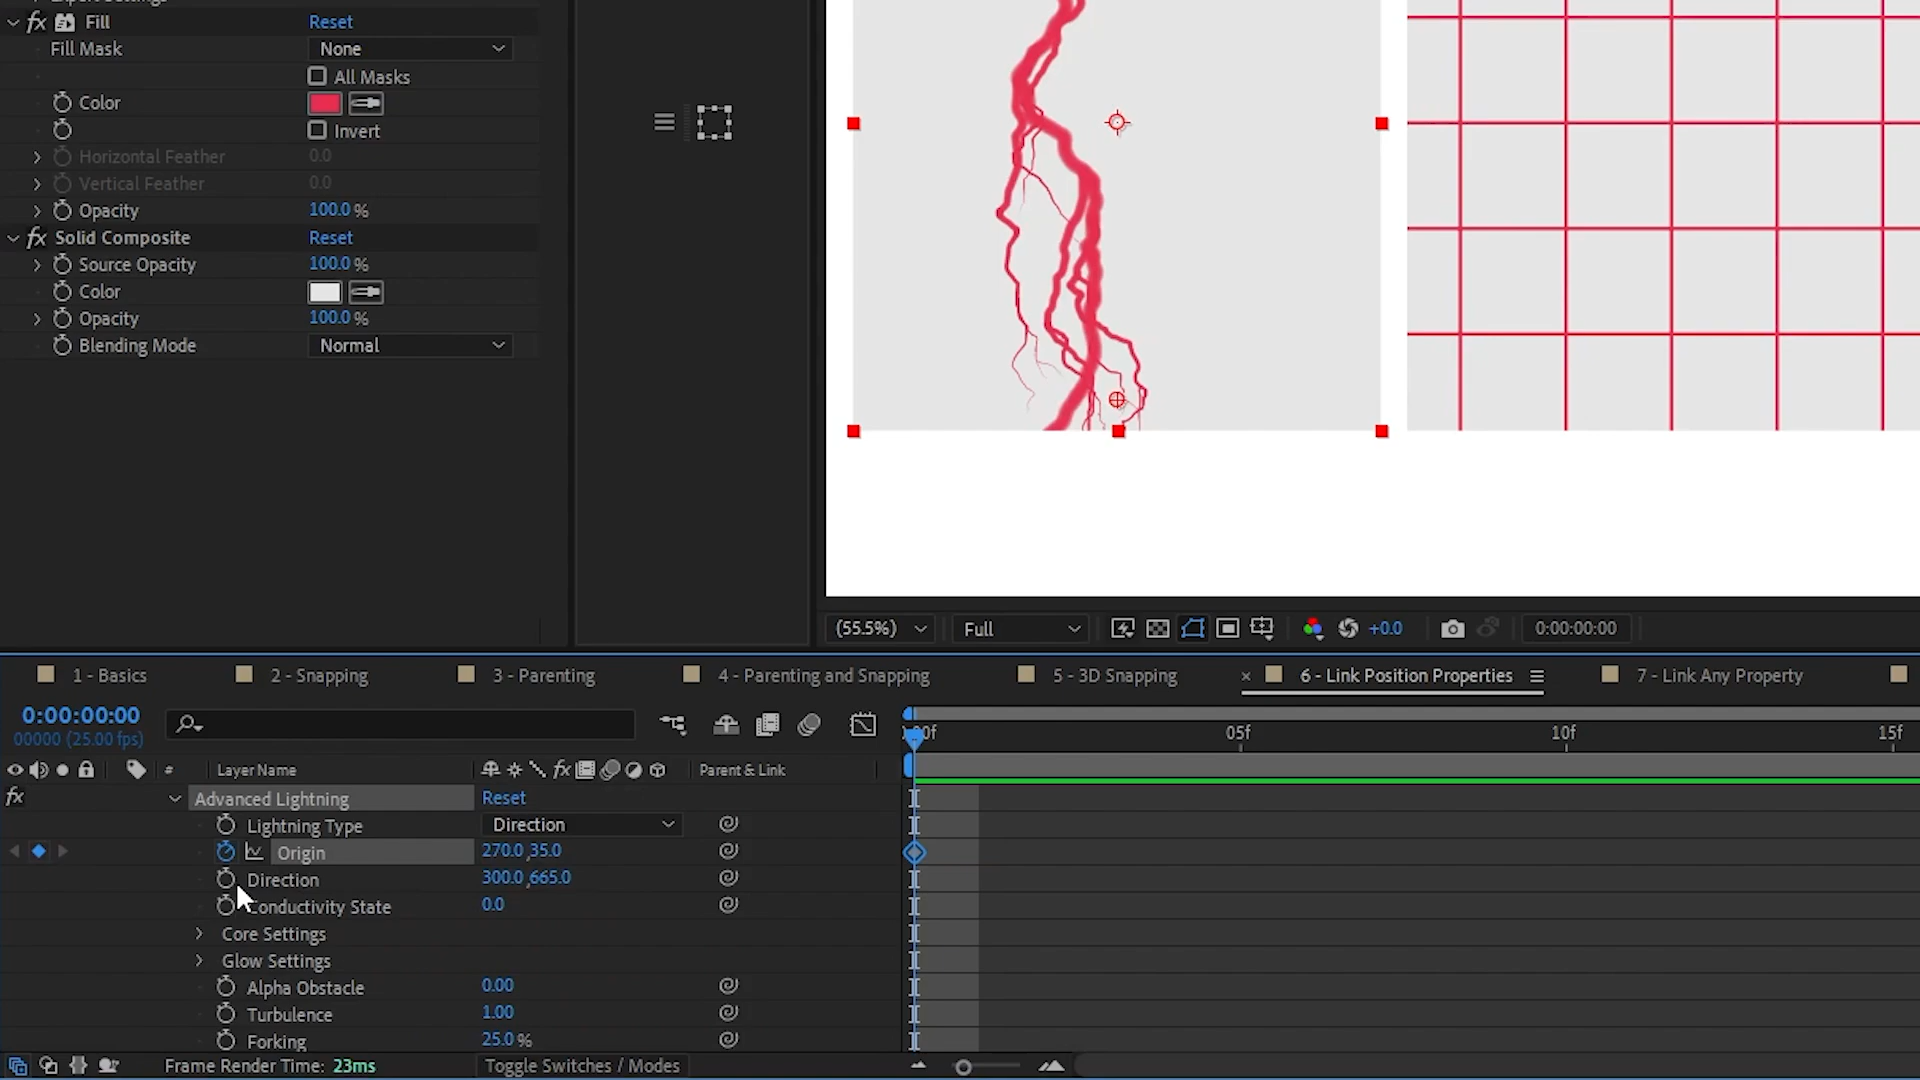 Fill Reset
Fill Mask None
All Masks
Color
Invert
Horizontal Feather 0.0
Vertical Feather 0.0
Opacity 100.0 %
Solid Composite Reset
Source Opacity 100.0 %
Color
Opacity 100.0 %
Blending Mode Normal
(55.5%) Full +0.0 0:00:00:00
1 - Basics 2 - Snapping 3 - Parenting 4 - Parenting and Snapping 5 - 3D Snapping × 6 - Link Position Properties 7 - Link Any Property
0:00:00:00
00000 (25.00 fps)
05f 10f 15f
# Layer Name fx Parent & Link
fx Advanced Lightning Reset
Lightning Type Direction
Origin 270.0,35.0
Direction 300.0,665.0
Conductivity State 0.0
Core Settings
Glow Settings
Alpha Obstacle 0.00
Turbulence 1.00
Forking 25.0 %
Frame Render Time: 23ms Toggle Switches / Modes